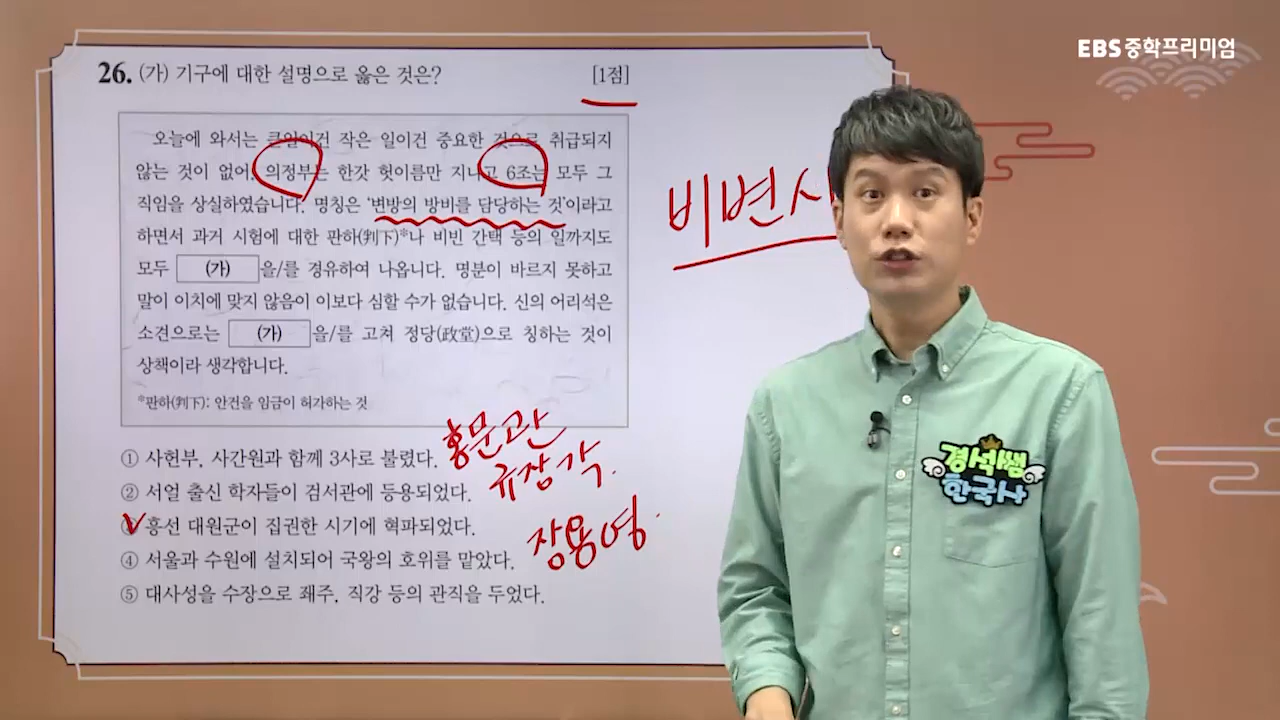 EBS 중학프리미엄
26. (가) 기구에 대한 설명으로 옳은 것은? [1점]
오늘에 와서는 큰일이건 작은 일이건 중요한 것으로 취급되지
않는 것이 없어, 의정부는 한갓 헛이름만 지니고 6조는 모두 그
직임을 상실하였습니다. 명칭은 '변방의 방비를 담당하는 것'이라고
하면서 과거 시험에 대한 판하(判下)*나 비빈 간택 등의 일까지도
모두 (가) 을/를 경유하여 나옵니다. 명분이 바르지 못하고
말이 이치에 맞지 않음이 이보다 심할 수가 없습니다. 신의 어리석은
소견으로는 (가) 을/를 고쳐 정당(政堂)으로 칭하는 것이
상책이라 생각합니다.
*판하(判下): 안건을 임금이 허가하는 것
① 사헌부, 사간원과 함께 3사로 불렸다. 홍문관
② 서얼 출신 학자들이 검서관에 등용되었다. 규장각.
흥선 대원군이 집권한 시기에 혁파되었다.
④ 서울과 수원에 설치되어 국왕의 호위를 맡았다. 장용영.
⑤ 대사성을 수장으로 좨주, 직강 등의 관직을 두었다.
비변사
경석쌤
한국사